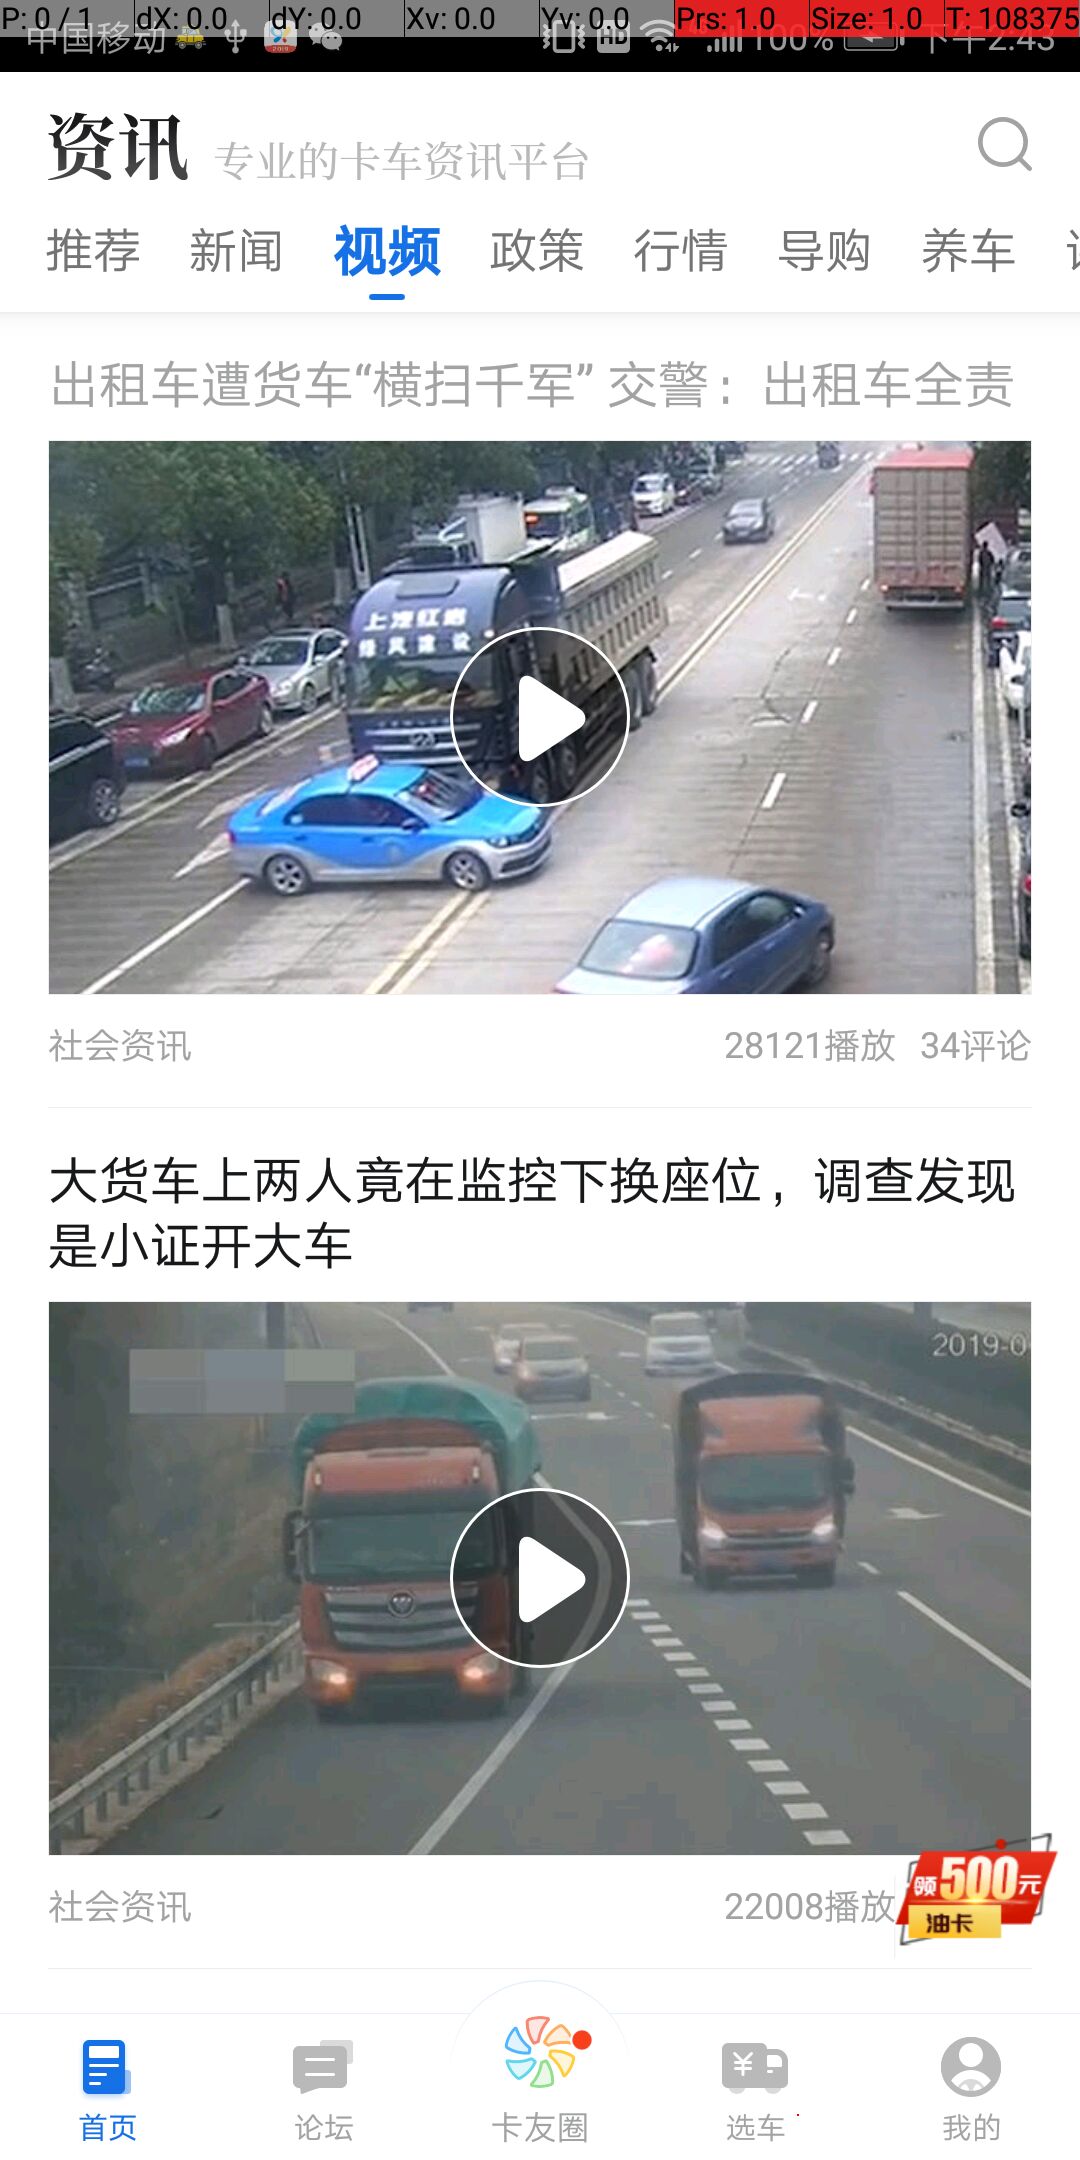 P: 0 / 1 dX: 0.0 dY: 0.0 Xv: 0.0 Yv: 0.0 Prs: 1.0 Size: 1.0 T: 108375
中国移动 HD 100% 下午2:43
资讯 专业的卡车资讯平台
推荐 新闻 视频 政策 行情 导购 养车
出租车遭货车“横扫千军” 交警：出租车全责
上汽红岩
绿风建设
社会资讯 28121播放 34评论
大货车上两人竟在监控下换座位，调查发现
是小证开大车
2019-0
社会资讯 22008播放
领500元
油卡
首页 论坛 卡友圈 选车 我的